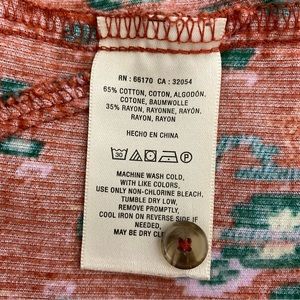 RN : 66170 CA : 32054
65% COTTON, COTON, ALGODÓN,
COTONE, BAUMWOLLE
35% RAYON, RAYONNE, RAYÓN,
RAYON, RAYON
HECHO EN CHINA
30
MACHINE WASH COLD,
WITH LIKE COLORS,
USE ONLY NON-CHLORINE BLEACH,
TUMBLE DRY LOW,
REMOVE PROMPTLY,
COOL IRON ON REVERSE SIDE IF
NEEDED,
MAY BE DRY